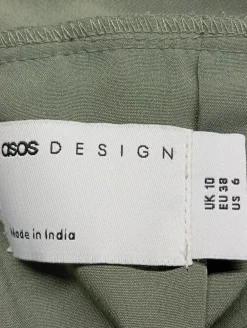 asos DESIGN
Made in India
UK 10
EU 38
US 6